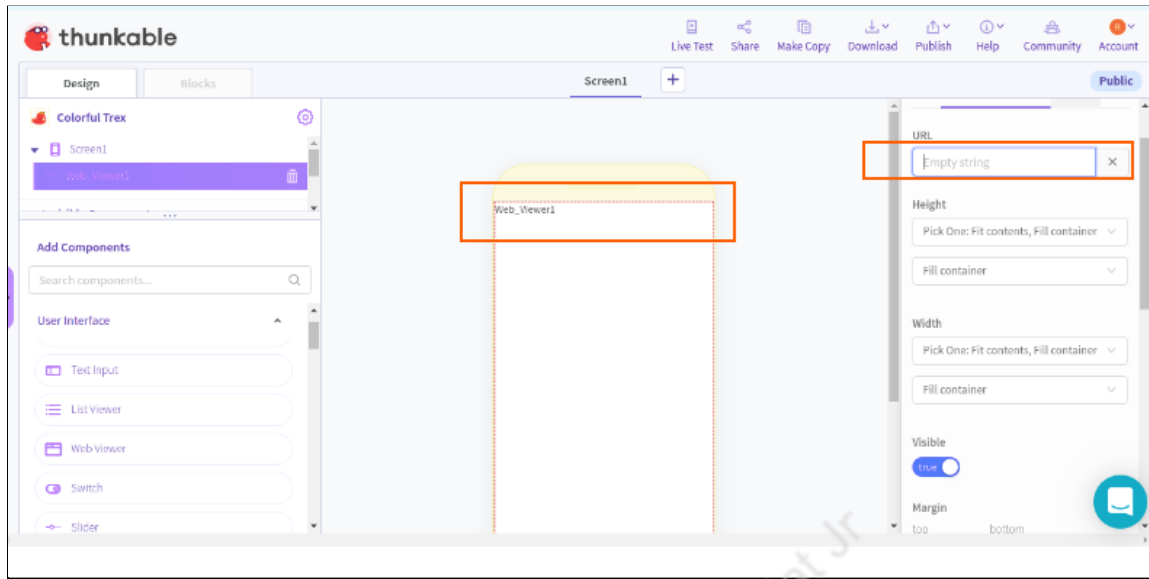 thunkable
Live Test Share Make Copy Download Publish Help Community Account
Design Blocks Screen1 + Public
Colorful Trex
Screen1
Web_Viewer1
URL
Empty string
Web_Viewer1
Height
Pick One: Fit contents, Fill container
Fill container
Add Components
Search components...
User Interface
Text Input
List Viewer
Web Viewer
Switch
Slider
Width
Pick One: Fit contents, Fill container
Fill container
Visible
true
Margin
top bottom